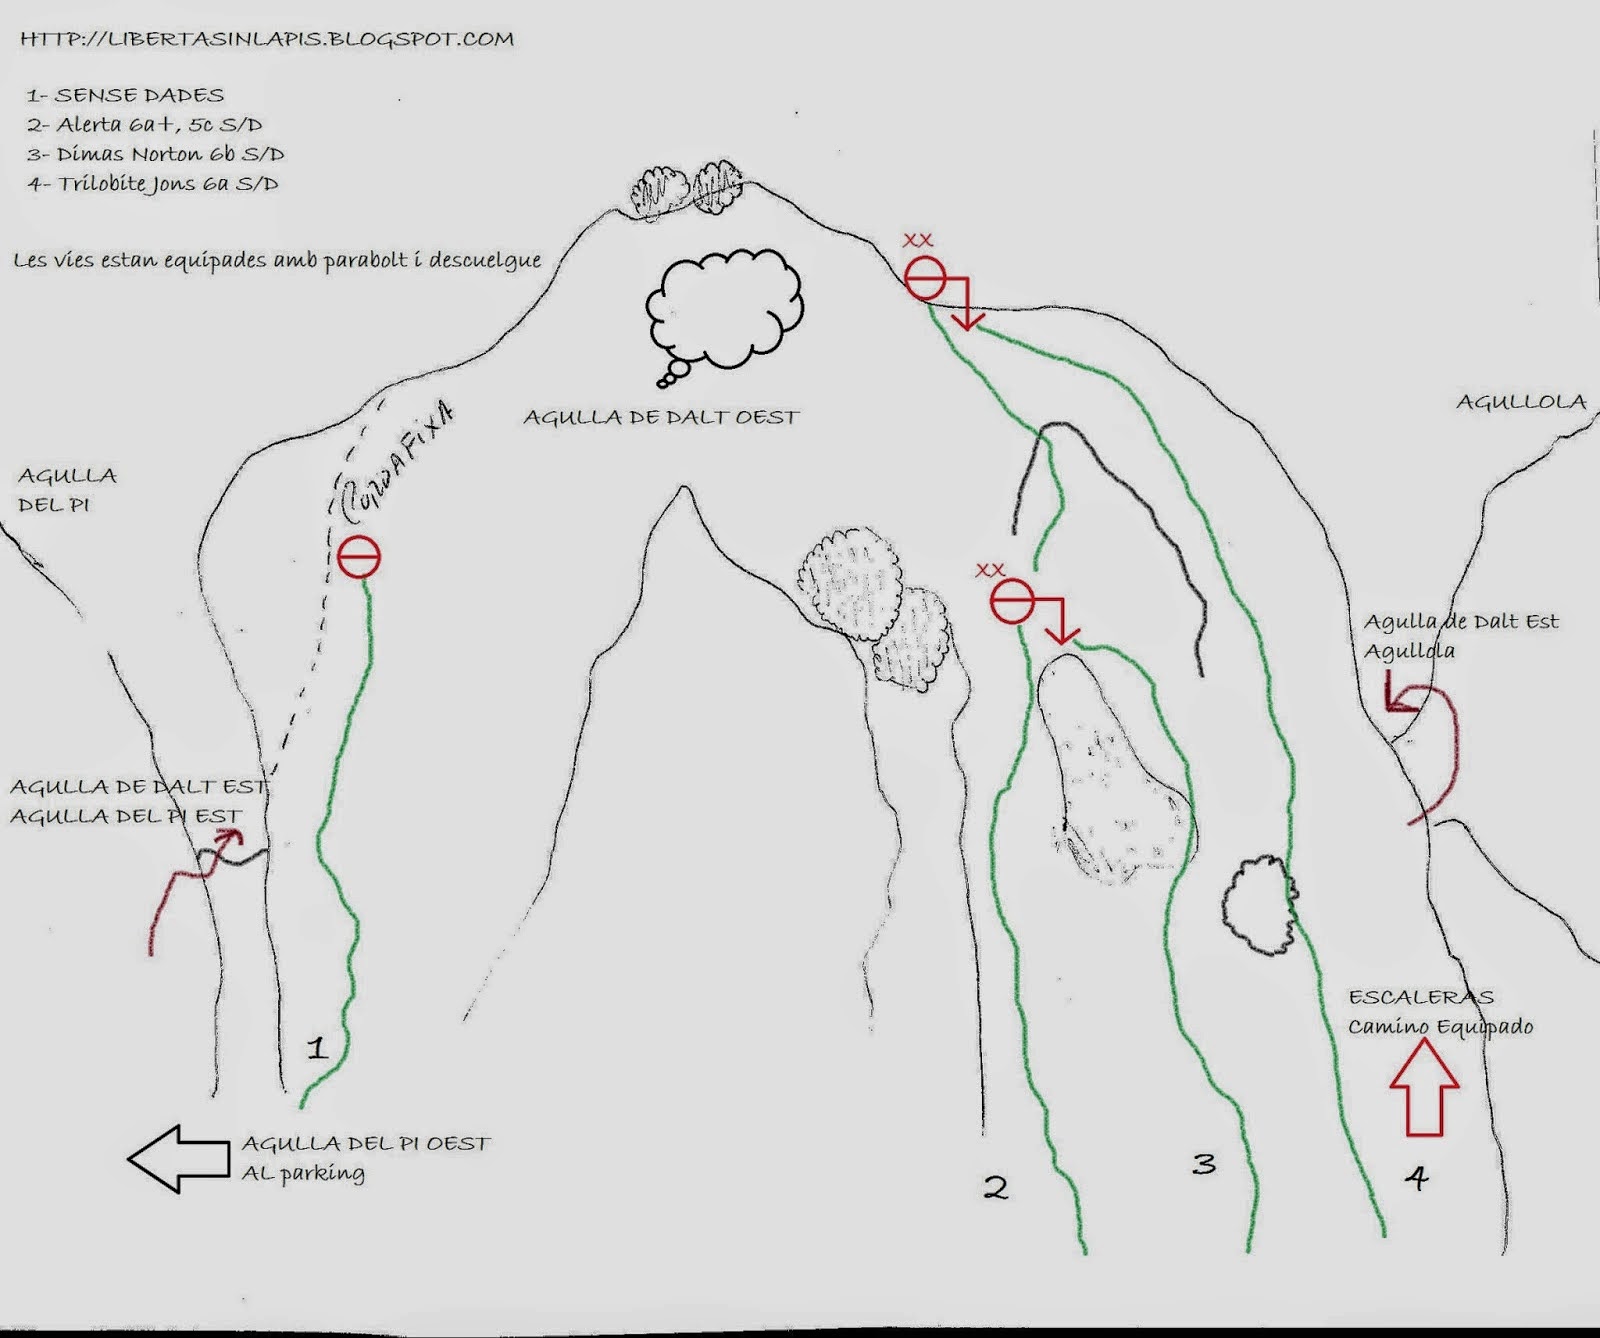 HTTP://LIBERTASINLAPIS.BLOGSPOT.COM
1- SENSE DADES
2- Alerta 6a+, 5c S/D
3- Dimas Norton 6b S/D
4- Trilobite Jons 6a S/D
Les vies estan equipades amb parabolt i descuelgue
XX
AGULLA DE DALT OEST
CORDA FIXA
AGULLOLA
AGULLA
DEL PI
XX
Agulla de Dalt Est
Agullola
AGULLA DE DALT EST
AGULLA DEL PI EST
ESCALERAS
Camino Equipado
1
AGULLA DEL PI OEST
AL parking
2
3
4